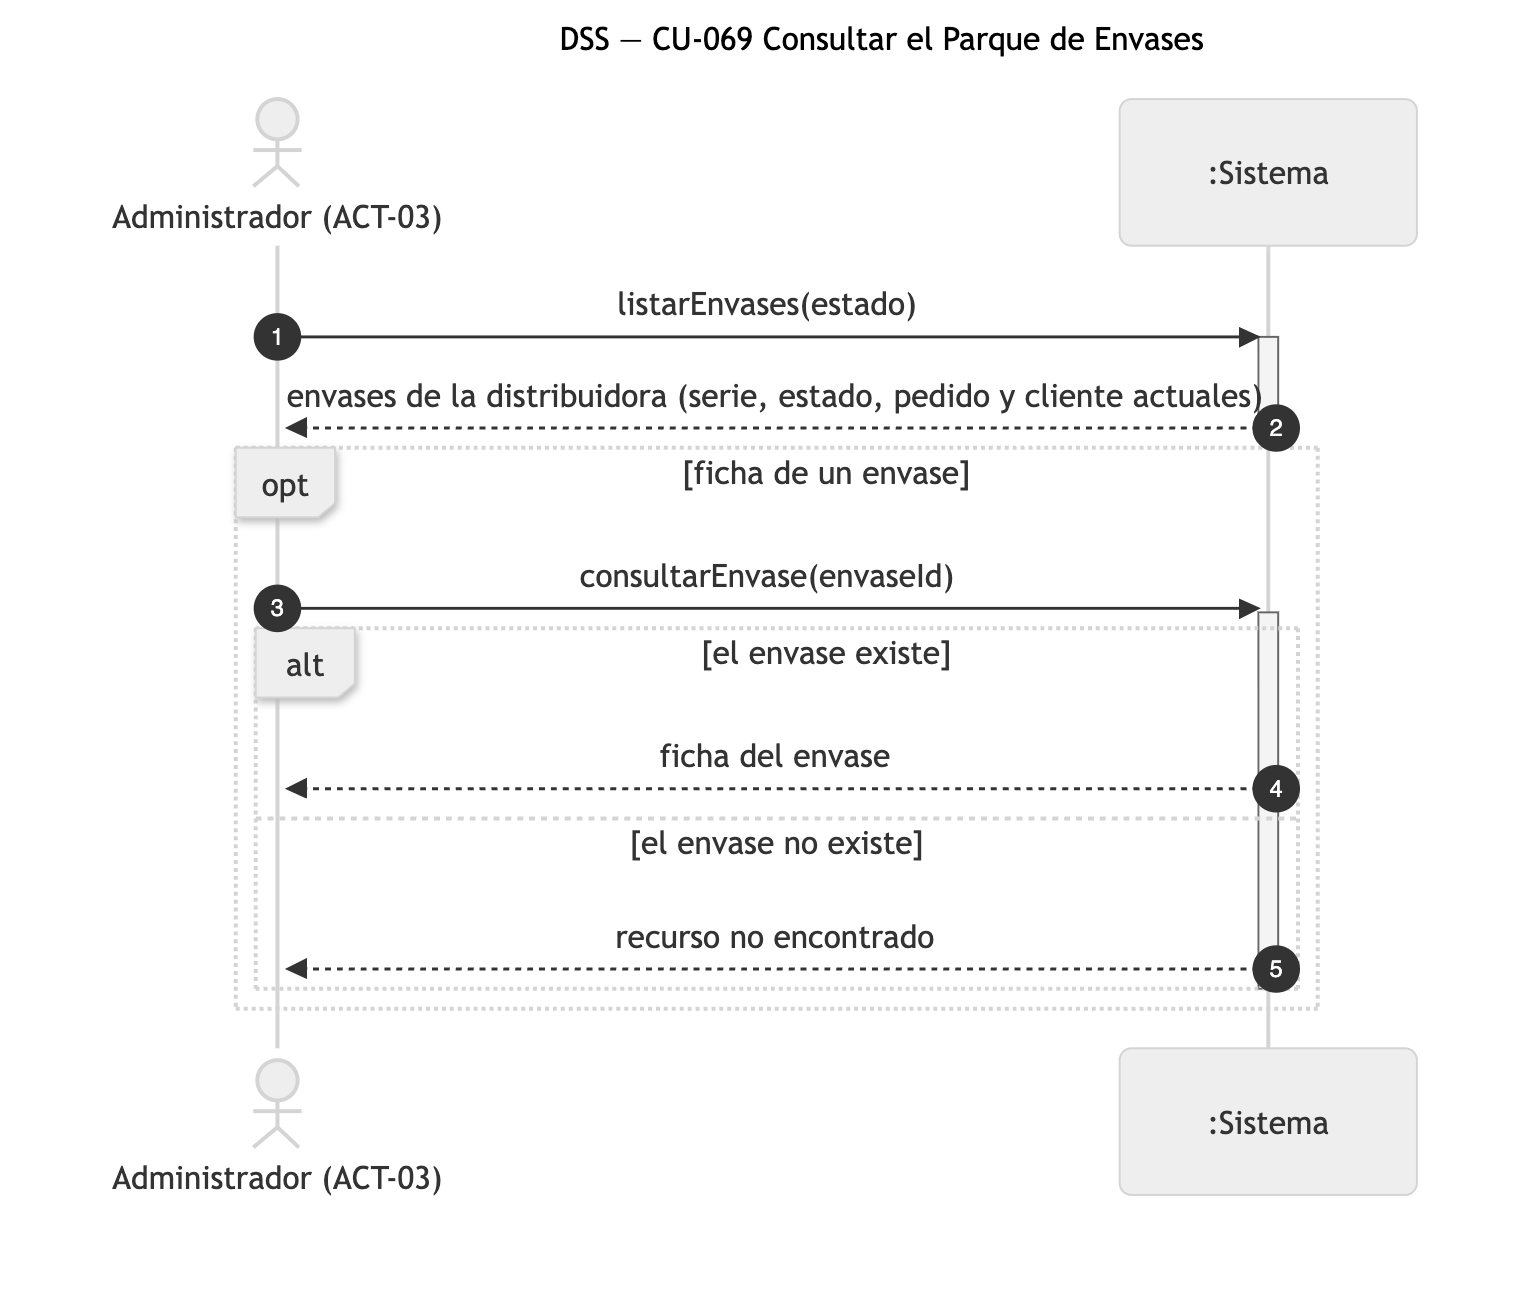 DSS — CU-069 Consultar el Parque de Envases
Administrador (ACT-03)
:Sistema
listarEnvases(estado)
1
envases de la distribuidora (serie, estado, pedido y cliente actuales)
2
opt
[ficha de un envase]
consultarEnvase(envaseId)
3
alt
[el envase existe]
ficha del envase
4
[el envase no existe]
recurso no encontrado
5
Administrador (ACT-03)
:Sistema